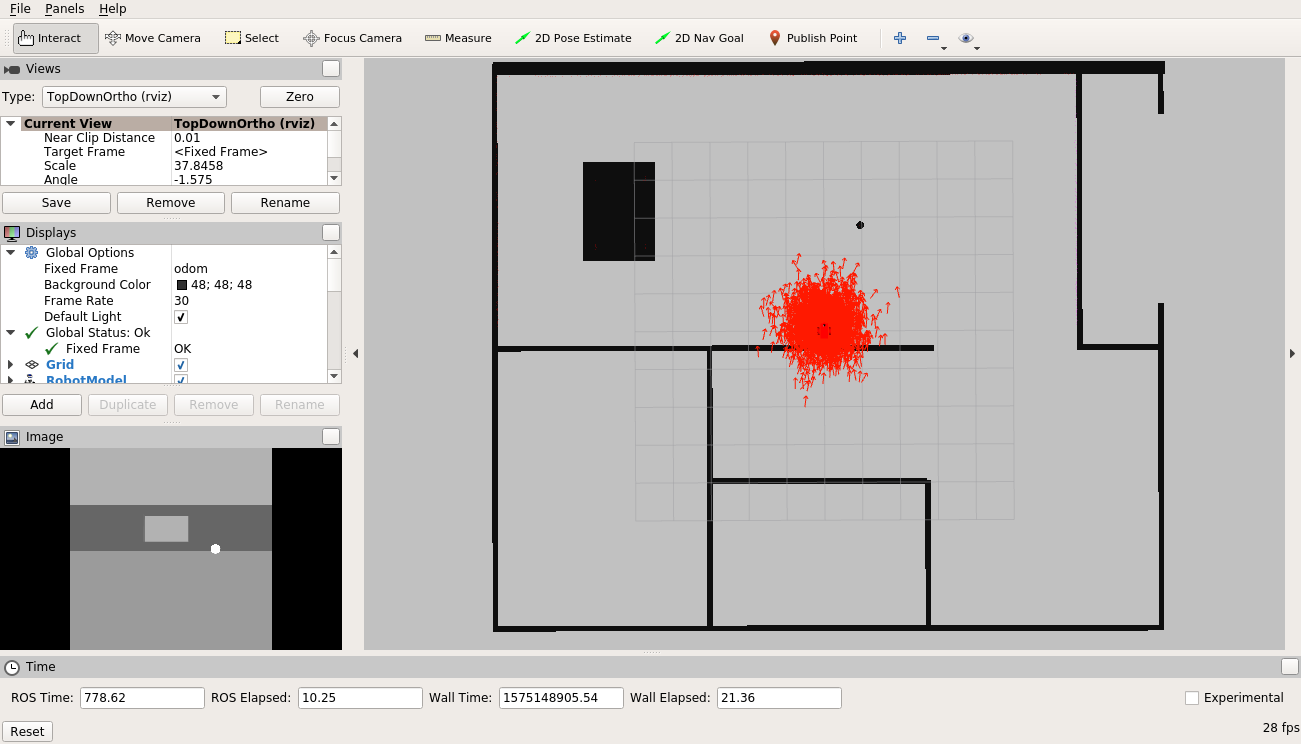 File Panels Help
Interact Move Camera Select Focus Camera Measure 2D Pose Estimate 2D Nav Goal Publish Point
Views
Type: TopDownOrtho (rviz) Zero
Current View TopDownOrtho (rviz)
Near Clip Distance 0.01
Target Frame <Fixed Frame>
Scale 37.8458
Angle -1.575
Save Remove Rename
Displays
Global Options
Fixed Frame odom
Background Color 48; 48; 48
Frame Rate 30
Default Light
Global Status: Ok
Fixed Frame OK
Grid
RobotModel
Add Duplicate Remove Rename
Image
Time
ROS Time: 778.62 ROS Elapsed: 10.25 Wall Time: 1575148905.54 Wall Elapsed: 21.36 Experimental
Reset 28 fps